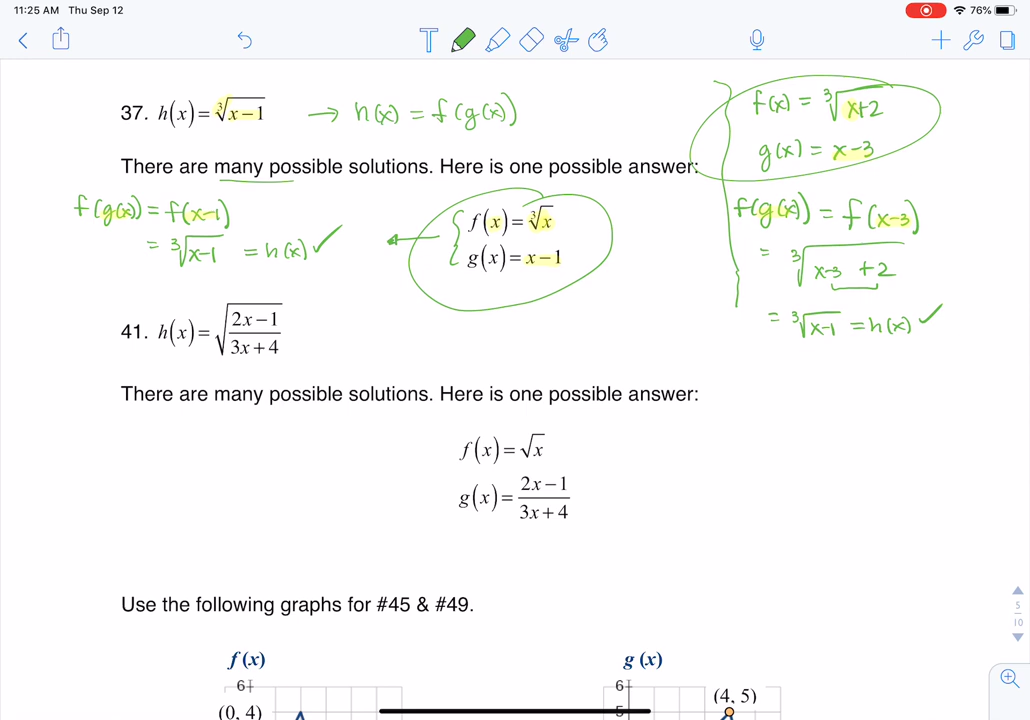 11:25 AM Thu Sep 12
76%
37. h(x) = ∛(x−1) → h(x) = f(g(x))
There are many possible solutions. Here is one possible answer:
f(g(x)) = f(x−1)
= ∛(x−1) = h(x) ✓
f(x) = ∛x
g(x) = x−1
f(x) = ∛(x+2)
g(x) = x−3
f(g(x)) = f(x−3)
= ∛(x−3 +2)
= ∛(x−1) = h(x) ✓
41. h(x) = √((2x−1)/(3x+4))
There are many possible solutions. Here is one possible answer:
f(x) = √x
g(x) = (2x−1)/(3x+4)
Use the following graphs for #45 & #49.
f (x)
g (x)
6
(0, 4)
6
(4, 5)
5
5
10